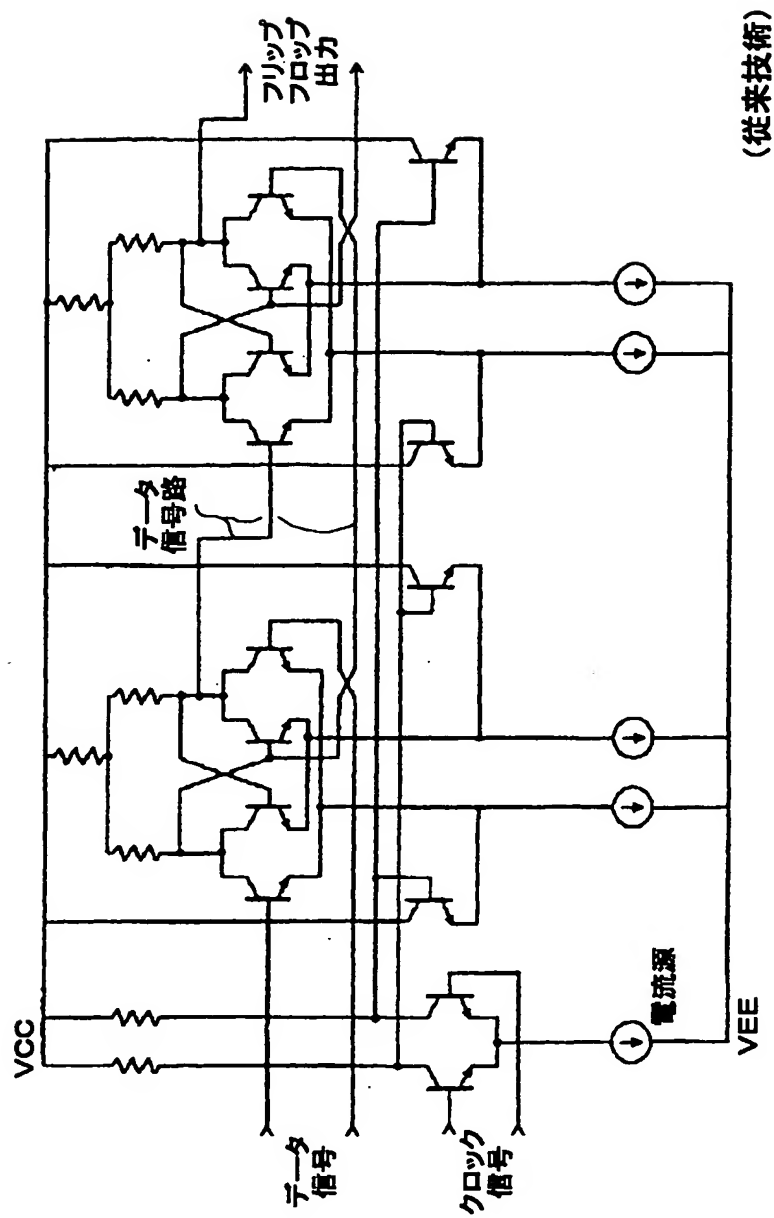 (従来技術)
VCC
データ
信号路
フリップ
フロップ
出力
データ
信号
クロック
信号
電流源
VEE